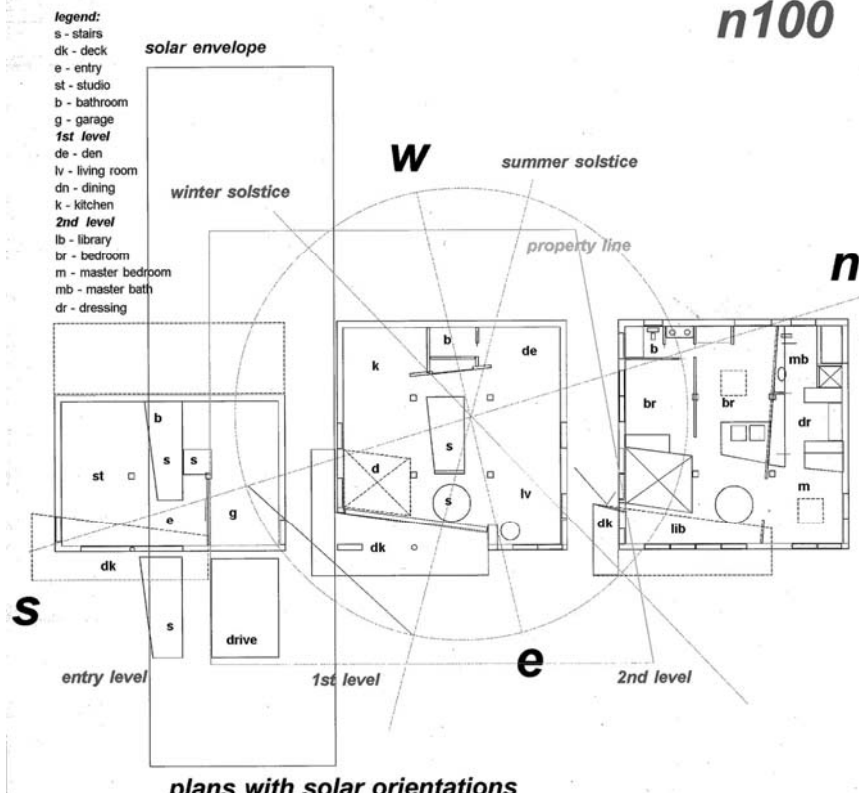 n100
legend:
s - stairs
dk - deck
e - entry
st - studio
b - bathroom
g - garage
1st level
de - den
lv - living room
dn - dining
k - kitchen
2nd level
lb - library
br - bedroom
m - master bedroom
mb - master bath
dr - dressing
solar envelope
w
summer solstice
winter solstice
property line
n
b
s
s
st
e
g
dk
s
drive
s
entry level
b
k
de
d
s
s
lv
dk
1st level
e
b
mb
br
br
dr
m
dk
lib
2nd level
plans with solar orientations